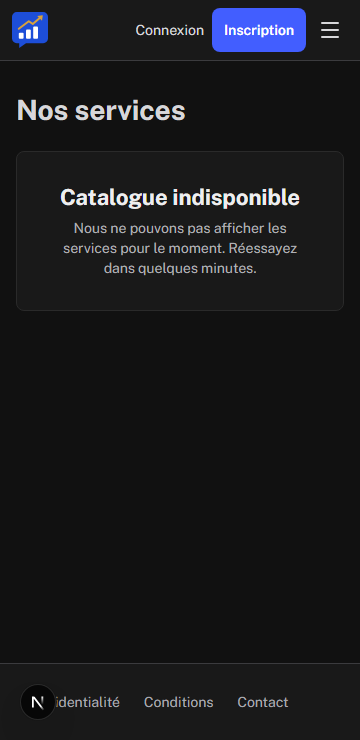 Connexion
Inscription
Nos services
Catalogue indisponible
Nous ne pouvons pas afficher les
services pour le moment. Réessayez
dans quelques minutes.
N
identialité Conditions Contact